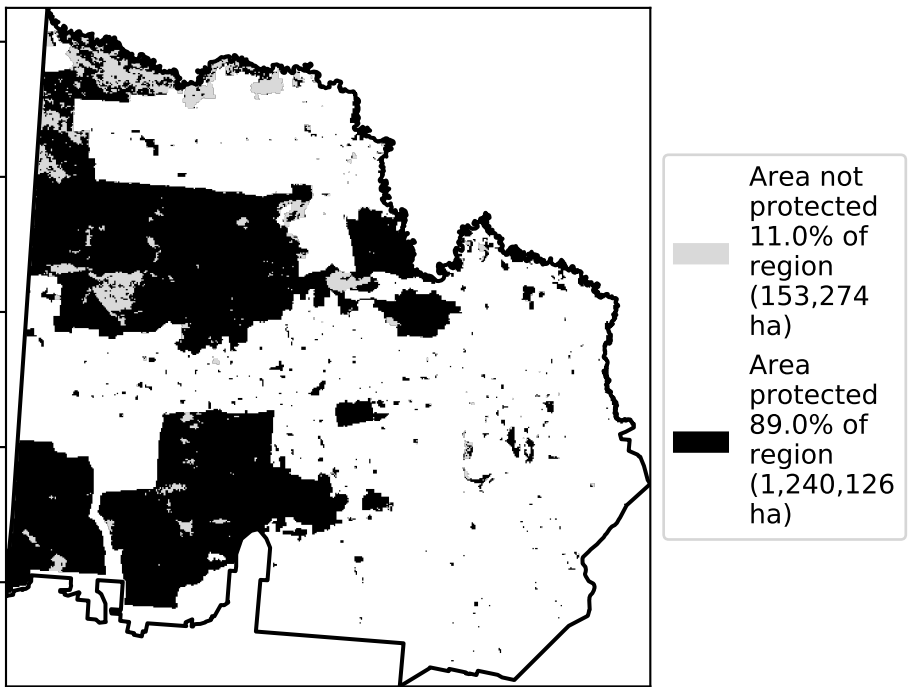 Area not
protected
11.0% of
region
(153,274
ha)
Area
protected
89.0% of
region
(1,240,126
ha)